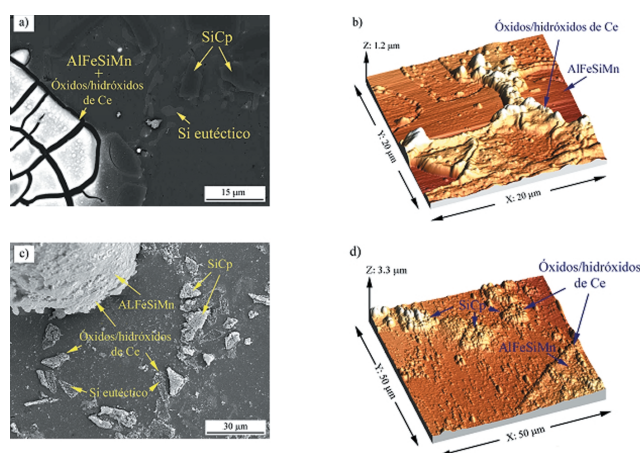 a)
SiCp
AlFeSiMn
+
Óxidos/hidróxidos
de Ce
Si eutéctico
15 µm
b)
Z: 1.2 µm
Óxidos/hidróxidos de Ce
AlFeSiMn
Y: 20 µm
X: 20 µm
c)
SiCp
ALFeSiMn
Óxidos/hidróxidos
de Ce
Si eutéctico
30 µm
d)
Z: 3.3 µm
Óxidos/hidróxidos
de Ce
SiCp
AlFeSiMn
Y: 50 µm
X: 50 µm